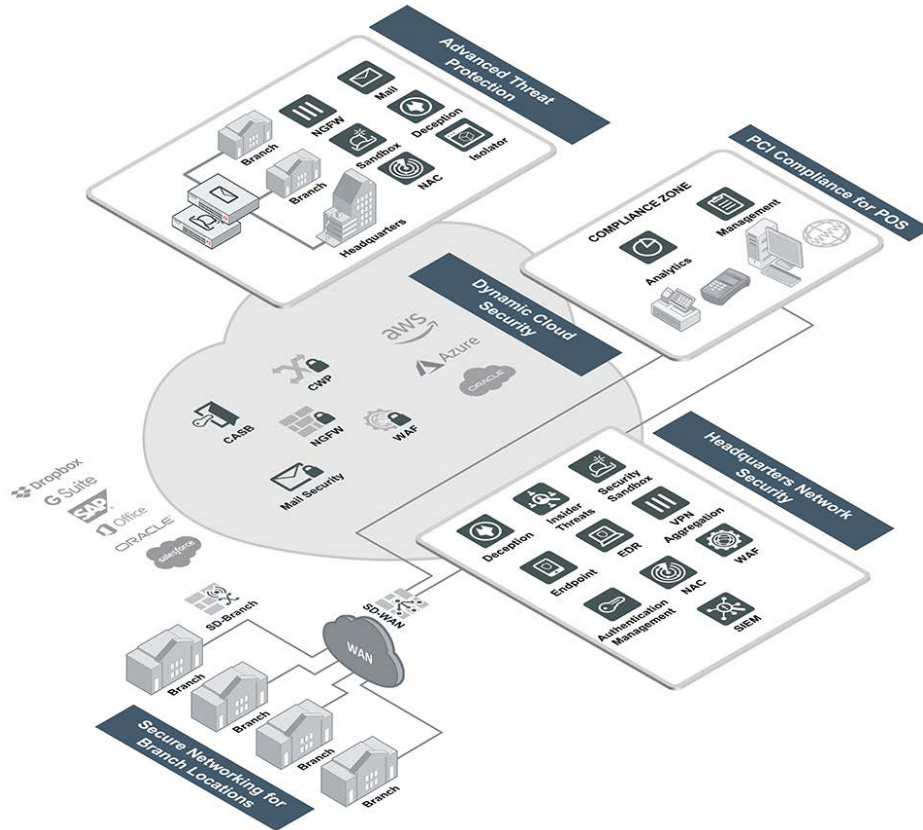 Advanced Threat
Protection
Mail
NGFW
Deception
Branch
Sandbox
Isolator
Branch
NAC
Headquarters
PCI Compliance for POS
COMPLIANCE ZONE
Management
Analytics
www
Dynamic Cloud
Security
aws
Azure
ORACLE
CWP
CASB
NGFW
WAF
Mail Security
Dropbox
G Suite
SAP
Office
ORACLE
salesforce
Headquarters Network
Security
Security
Sandbox
Insider
Threats
VPN
Aggregation
Deception
EDR
WAF
Endpoint
NAC
Authentication
Management
SIEM
SD-Branch
SD-WAN
WAN
Branch
Branch
Branch
Branch
Secure Networking for
Branch Locations